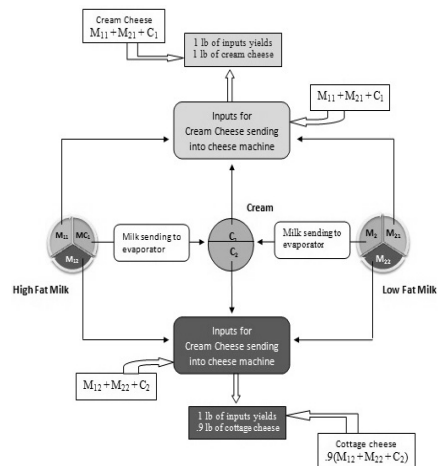 Cream Cheese
M11+M21+C1
1 lb of inputs yields
1 lb of cream cheese
Inputs for
Cream Cheese sending
into cheese machine
M11+M21+C1
Cream
M11
MC1
M12
Milk sending to
evaporator
C1
C2
Milk sending to
evaporator
M2
M21
M22
High Fat Milk
Low Fat Milk
Inputs for
Cream Cheese sending
into cheese machine
M12+M22+C2
1 lb of inputs yields
.9 lb of cottage cheese
Cottage cheese
.9(M12+M22+C2)